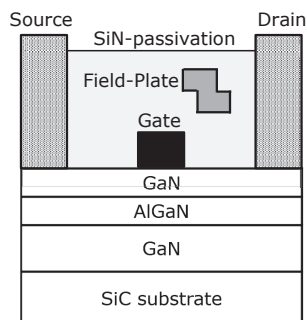 Source Drain
SiN-passivation
Field-Plate
Gate
GaN
AlGaN
GaN
SiC substrate